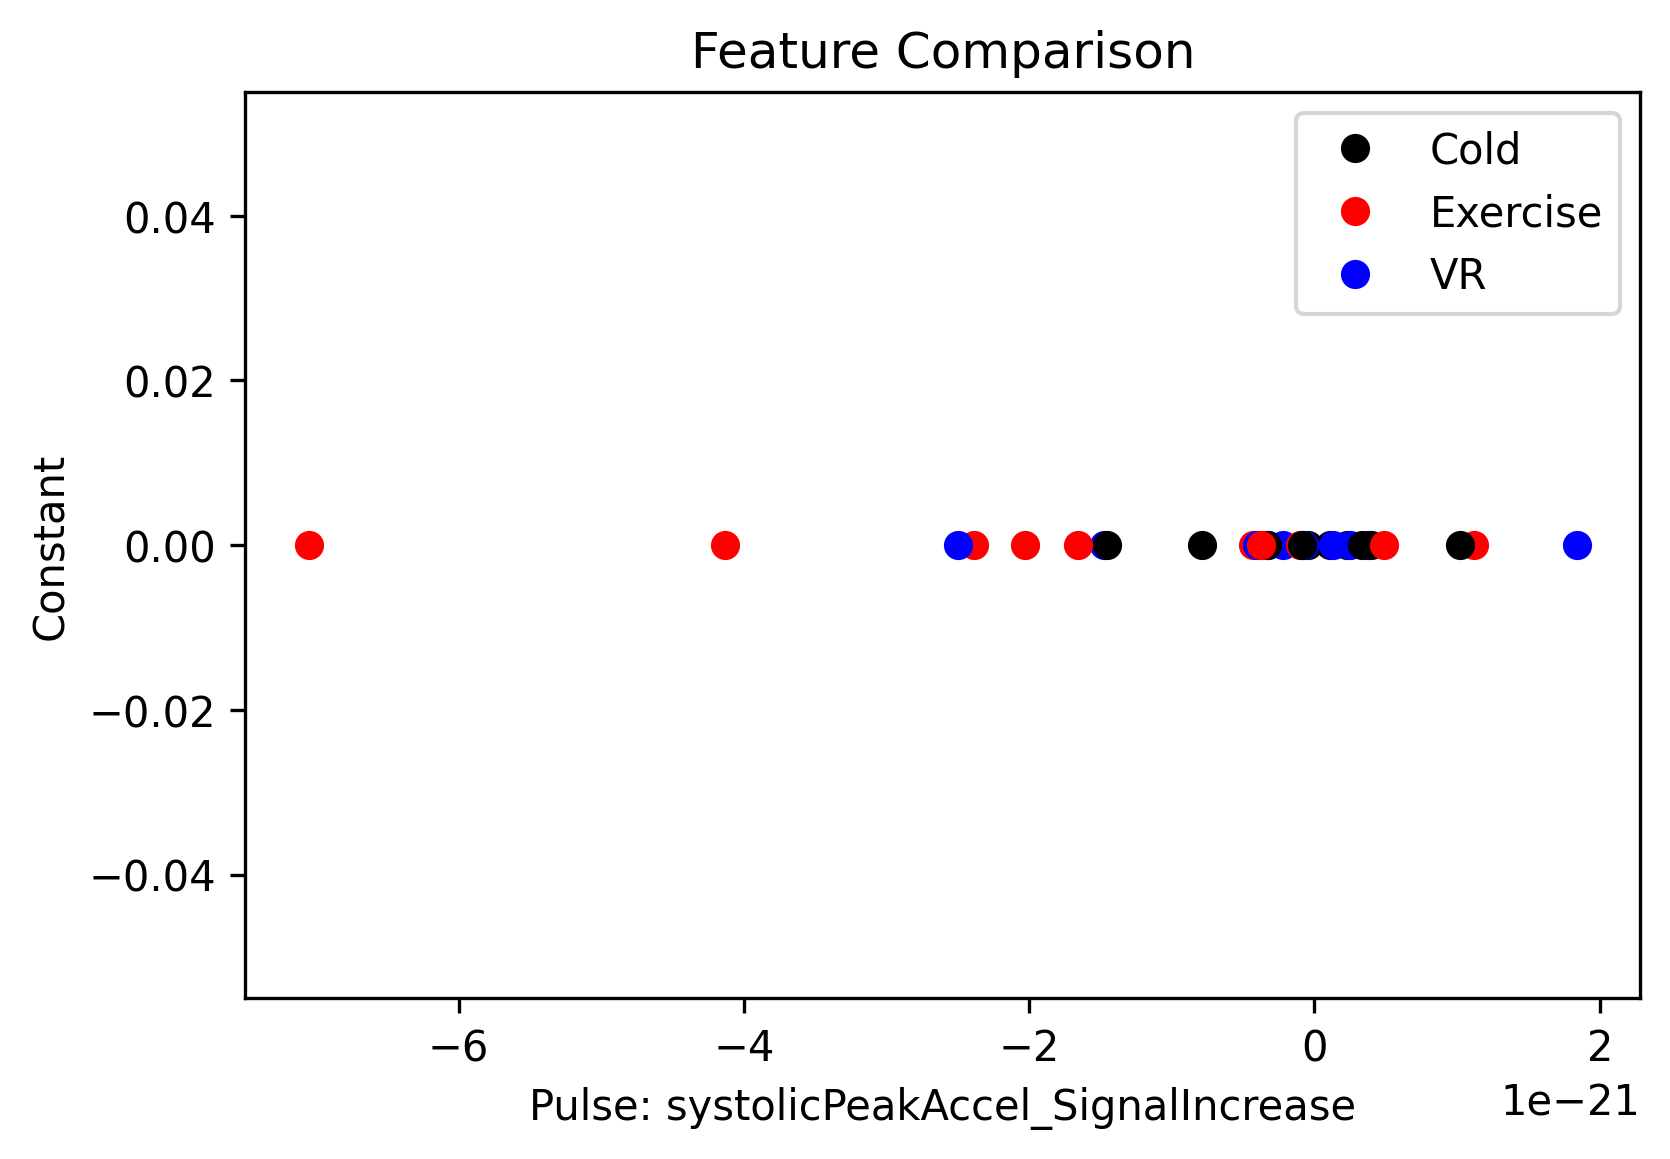 Feature Comparison
Cold
Exercise
VR
0.04
0.02
0.00
−0.02
−0.04
Constant
−6
−4
−2
0
2
1e−21
Pulse: systolicPeakAccel_SignalIncrease